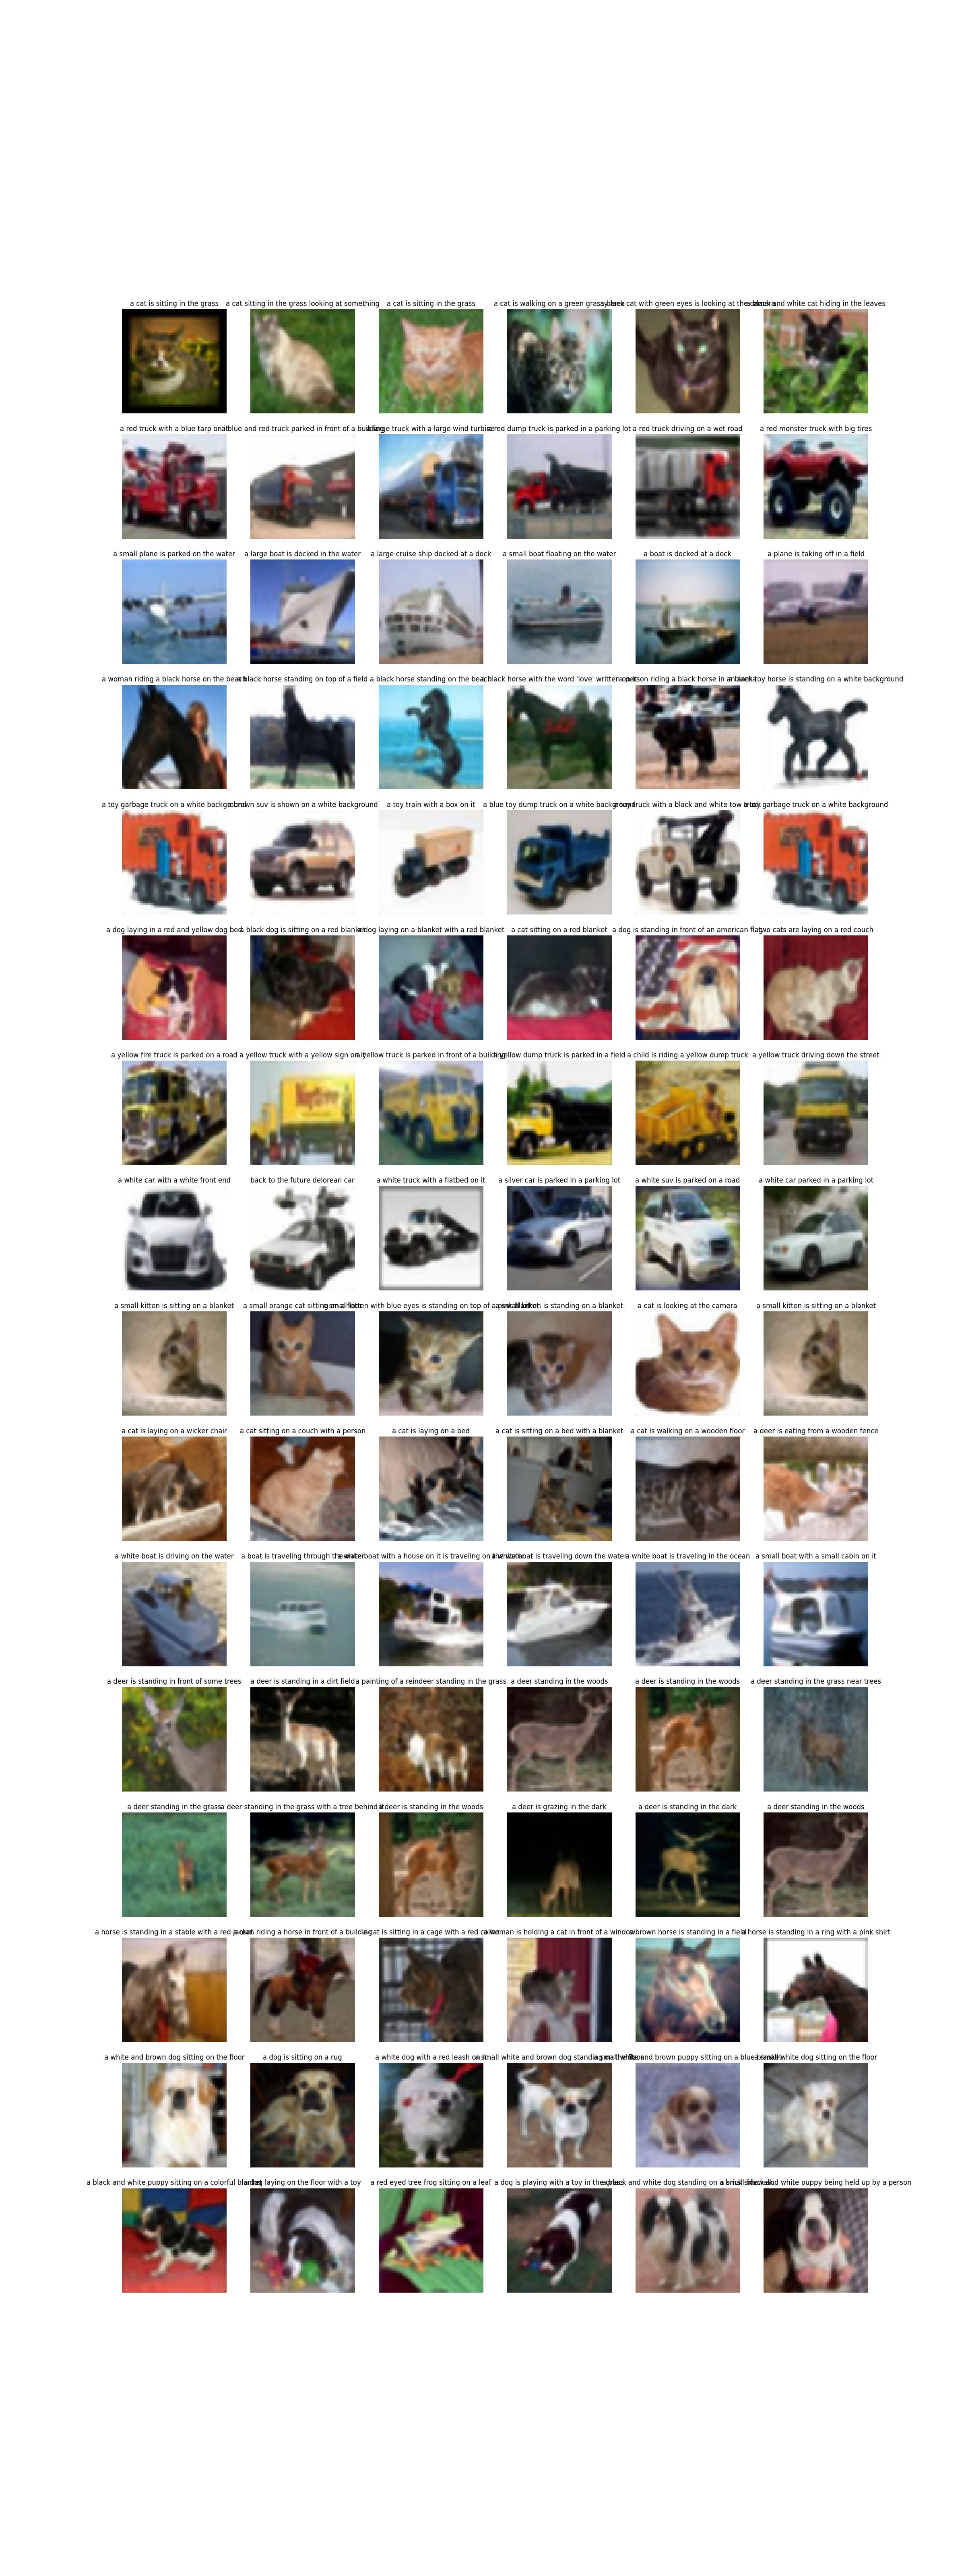 a cat is sitting in the grass
a cat sitting in the grass looking at something
a cat is sitting in the grass
a cat is walking on a green grassy
black cat with green eyes is looking at the camera
a black and white cat hiding in the leaves
a red truck with a blue tarp on it
blue and red truck parked in front of a building
large truck with a large wind turbine
a red dump truck is parked in a parking lot
a red truck driving on a wet road
a red monster truck with big tires
a small plane is parked on the water
a large boat is docked in the water
a large cruise ship docked at a dock
a small boat floating on the water
a boat is docked at a dock
a plane is taking off in a field
a woman riding a black horse on the beach
a black horse standing on top of a field
a black horse standing on the beach
a black horse with the word 'love' written on it
a person riding a black horse in an arena
a black toy horse is standing on a white background
a toy garbage truck on a white background
a brown suv is shown on a white background
a toy train with a box on it
a blue toy dump truck on a white background
a toy truck with a black and white tow truck
a toy garbage truck on a white background
a dog laying in a red and yellow dog bed
a black dog is sitting on a red blanket
a dog laying on a blanket with a red blanket
a cat sitting on a red blanket
a dog is standing in front of an american flag
two cats are laying on a red couch
a yellow fire truck is parked on a road
a yellow truck with a yellow sign on it
a yellow truck is parked in front of a building
a yellow dump truck is parked in a field
a child is riding a yellow dump truck
a yellow truck driving down the street
a white car with a white front end
back to the future delorean car
a white truck with a flatbed on it
a silver car is parked in a parking lot
a white suv is parked on a road
a white car parked in a parking lot
a small kitten is sitting on a blanket
a small orange cat sitting on a
a small kitten with blue eyes is standing on top of a pink blanket
a small kitten is standing on a blanket
a cat is looking at the camera
a small kitten is sitting on a blanket
a cat is laying on a wicker chair
a cat sitting on a couch with a person
a cat is laying on a bed
a cat is sitting on a bed with a blanket
a cat is walking on a wooden floor
a deer is eating from a wooden fence
a white boat is driving on the water
a boat is traveling through the water
a white boat with a house on it is traveling on the water
a white boat is traveling down the water
a white boat is traveling in the ocean
a small boat with a small cabin on it
a deer is standing in front of some trees
a deer is standing in a dirt field
a painting of a reindeer standing in the grass
a deer standing in the woods
a deer is standing in the woods
a deer standing in the grass near trees
a deer standing in the grass
a deer standing in the grass with a tree behind it
a deer is standing in the woods
a deer is grazing in the dark
a deer is standing in the dark
a deer standing in the woods
a horse is standing in a stable with a red jacket
a man riding a horse in front of a building
a cat is sitting in a cage with a red collar
a woman is holding a cat in front of a window
a brown horse is standing in a field
a horse is standing in a ring with a pink shirt
a white and brown dog sitting on the floor
a dog is sitting on a rug
a white dog with a red leash on it
a small white and brown dog standing on the floor
a small white and brown puppy sitting on a blue blanket
a small white dog sitting on the floor
a black and white puppy sitting on a colorful blanket
a dog laying on the floor with a toy
a red eyed tree frog sitting on a leaf
a dog is playing with a toy in the grass
a black and white dog standing on a brick sidewalk
a black and white puppy being held up by a person